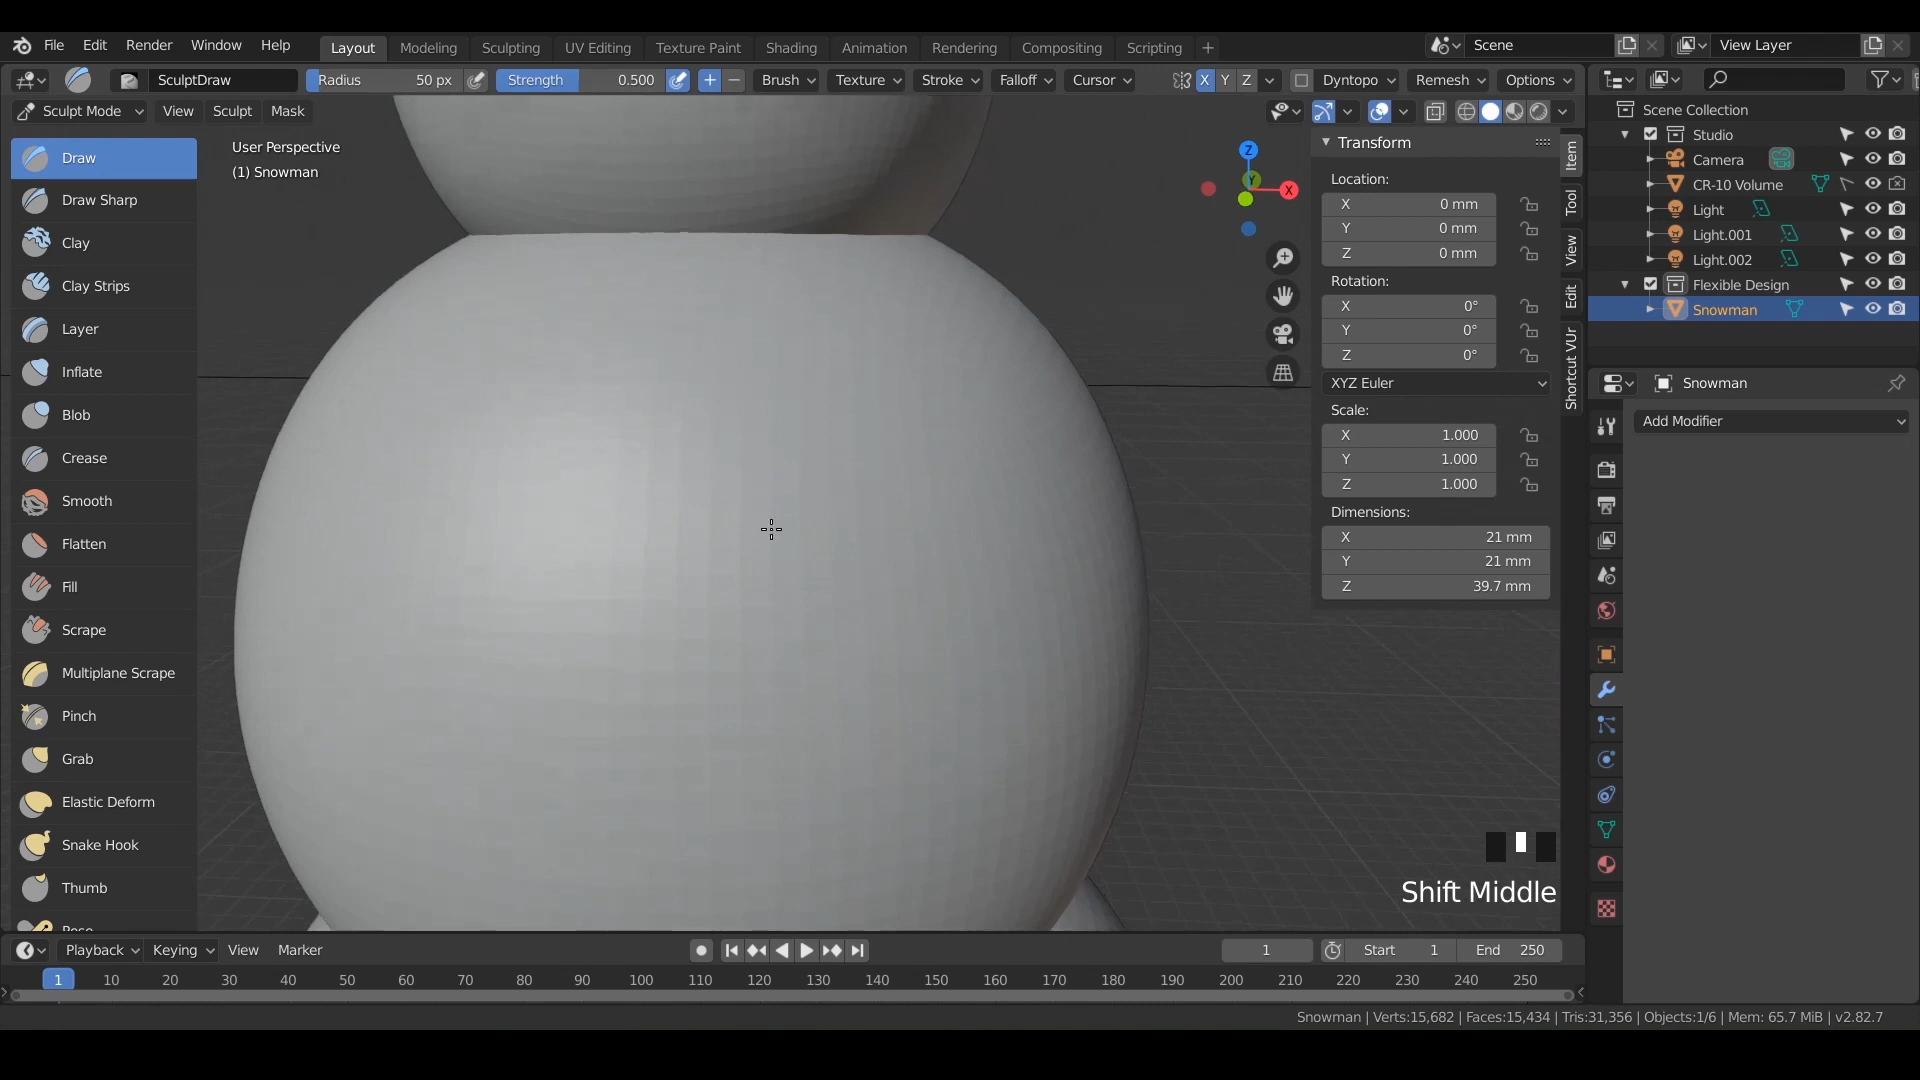 File Edit Render Window Help Layout Modeling Sculpting UV Editing Texture Paint Shading Animation Rendering Compositing Scripting + Scene View Layer
SculptDraw Radius 50 px Strength 0.500 + − Brush Texture Stroke Falloff Cursor X Y Z Dyntopo Remesh Options
Sculpt Mode View Sculpt Mask
Scene Collection
Studio
Camera
CR-10 Volume
Light
Light.001
Light.002
Flexible Design
Snowman
User Perspective
(1) Snowman
Z
Y
X
Draw
Draw Sharp
Clay
Clay Strips
Layer
Inflate
Blob
Crease
Smooth
Flatten
Fill
Scrape
Multiplane Scrape
Pinch
Grab
Elastic Deform
Snake Hook
Thumb
Pose
Transform
Location:
X 0 mm
Y 0 mm
Z 0 mm
Rotation:
X 0°
Y 0°
Z 0°
XYZ Euler
Scale:
X 1.000
Y 1.000
Z 1.000
Dimensions:
X 21 mm
Y 21 mm
Z 39.7 mm
Item
Tool
View
Edit
Shortcut VUr
Snowman
Add Modifier
Shift Middle
Playback Keying View Marker 1 Start 1 End 250
1 10 20 30 40 50 60 70 80 90 100 110 120 130 140 150 160 170 180 190 200 210 220 230 240 250
Snowman | Verts:15,682 | Faces:15,434 | Tris:31,356 | Objects:1/6 | Mem: 65.7 MiB | v2.82.7